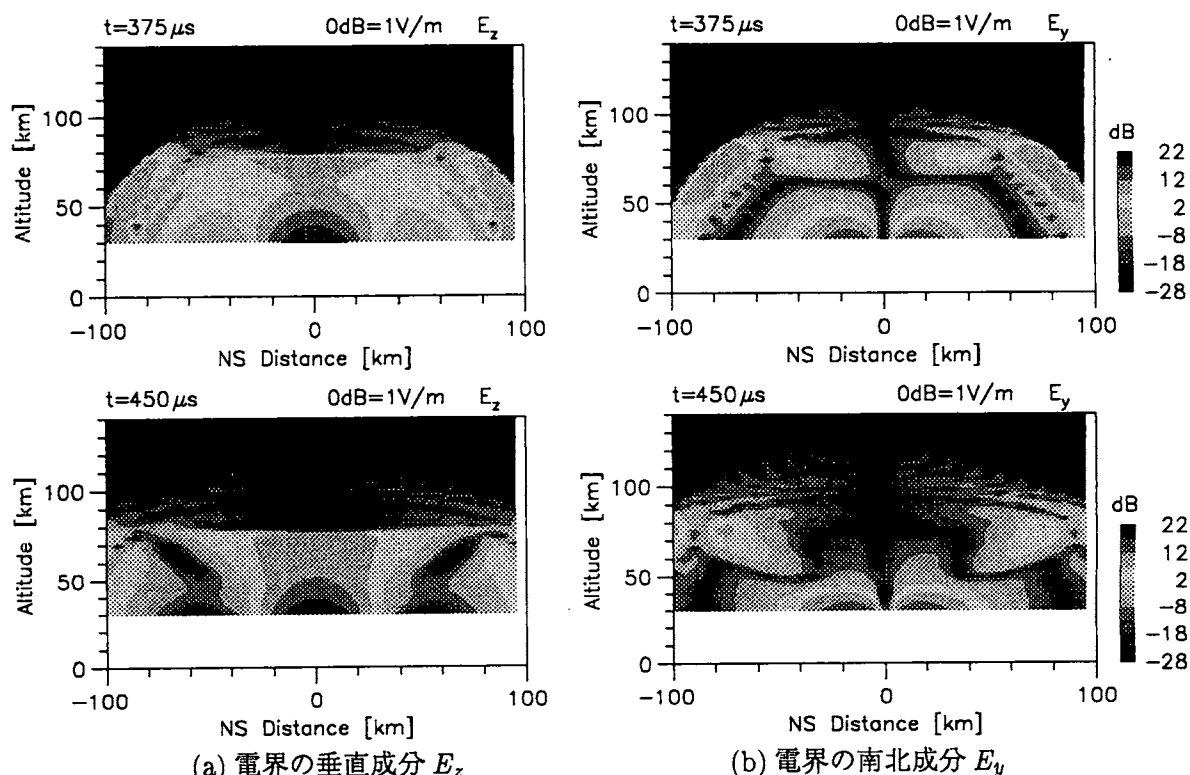 t=375μs 0dB=1V/m E_z
Altitude [km]
100
50
0
-100 0 100
NS Distance [km]
t=375μs 0dB=1V/m E_y
Altitude [km]
100
50
0
-100 0 100
NS Distance [km]
dB
22
12
2
-8
-18
-28
t=450μs 0dB=1V/m E_z
Altitude [km]
100
50
0
-100 0 100
NS Distance [km]
t=450μs 0dB=1V/m E_y
Altitude [km]
100
50
0
-100 0 100
NS Distance [km]
dB
22
12
2
-8
-18
-28
(a) 電界の垂直成分 E_z
(b) 電界の南北成分 E_y